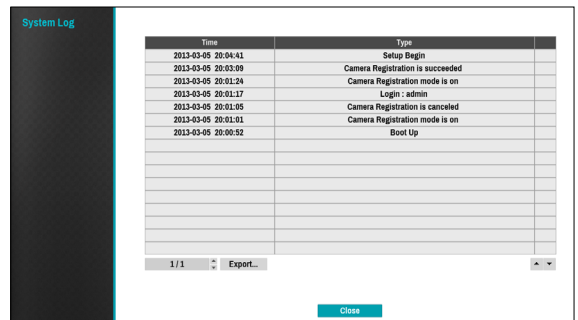 System Log
Time Type
2013-03-05 20:04:41 Setup Begin
2013-03-05 20:03:09 Camera Registration is succeeded
2013-03-05 20:01:24 Camera Registration mode is on
2013-03-05 20:01:17 Login : admin
2013-03-05 20:01:05 Camera Registration is canceled
2013-03-05 20:01:01 Camera Registration mode is on
2013-03-05 20:00:52 Boot Up
1 / 1 Export...
Close